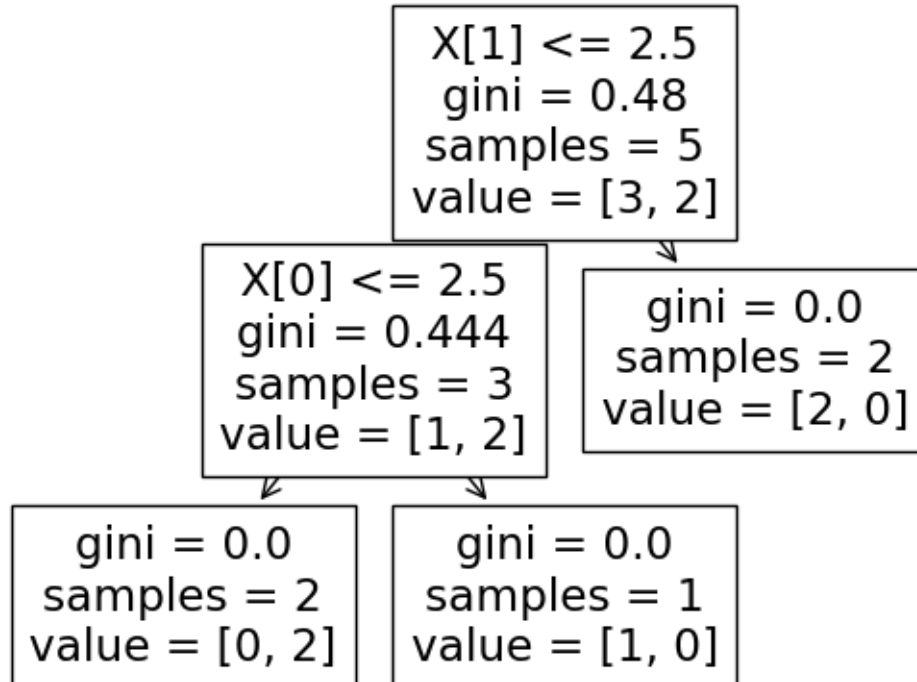 X[1] <= 2.5
gini = 0.48
samples = 5
value = [3, 2]
X[0] <= 2.5
gini = 0.444
samples = 3
value = [1, 2]
gini = 0.0
samples = 2
value = [2, 0]
gini = 0.0
samples = 2
value = [0, 2]
gini = 0.0
samples = 1
value = [1, 0]